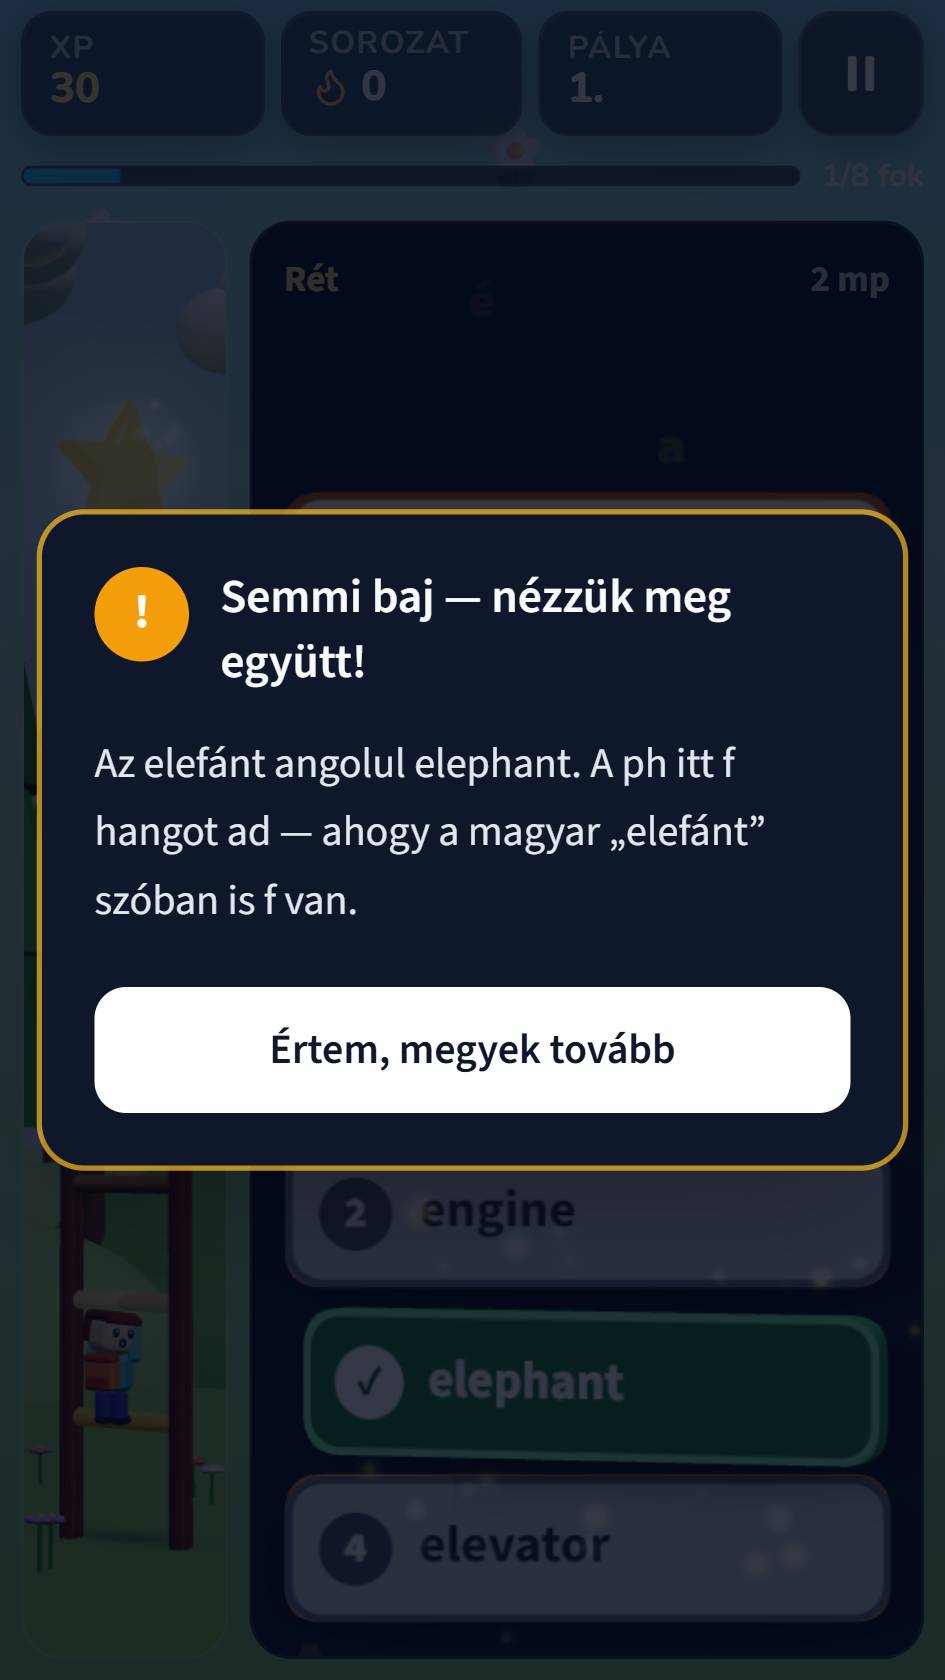 XP
30
SOROZAT
0
PÁLYA
1.
1/8 fok
Rét
2 mp
é
a
!
Semmi baj — nézzük meg
együtt!
Az elefánt angolul elephant. A ph itt f
hangot ad — ahogy a magyar „elefánt”
szóban is f van.
Értem, megyek tovább
2 engine
✓ elephant
4 elevator